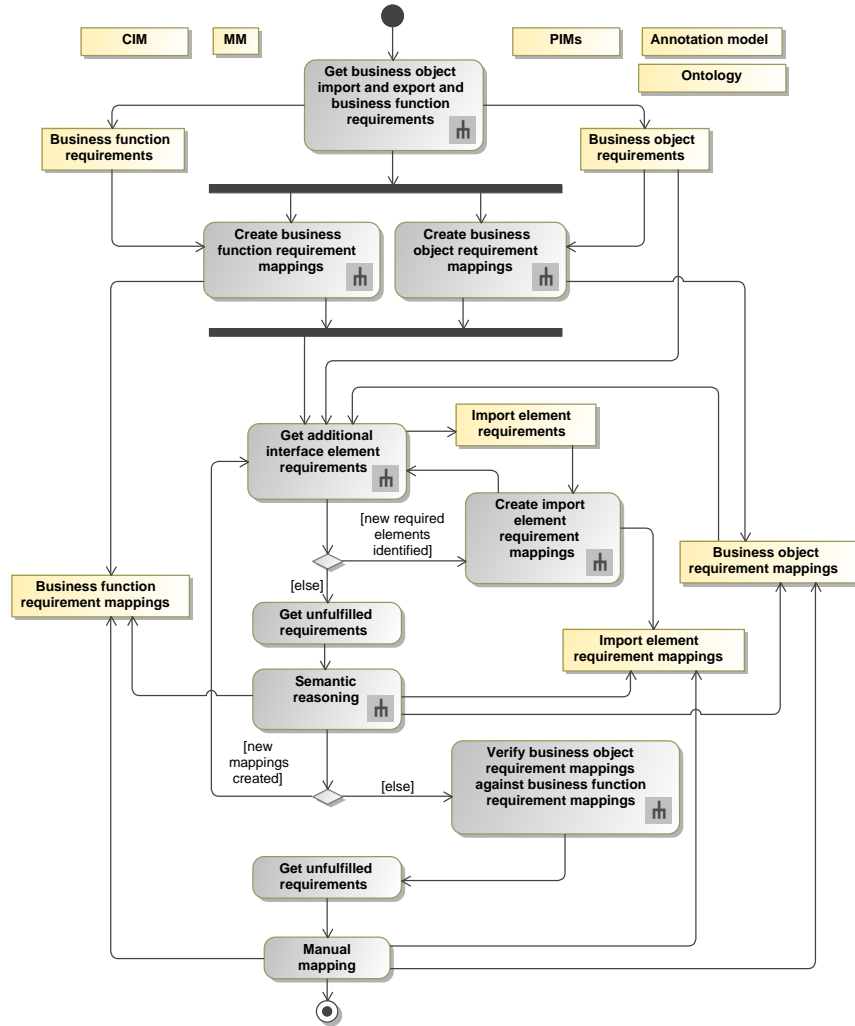 CIM
MM
PIMs
Annotation model
Ontology
Get business object
import and export and
business function
requirements
Business function
requirements
Business object
requirements
Create business
function requirement
mappings
Create business
object requirement
mappings
Get additional
interface element
requirements
Import element
requirements
[new required
elements
identified]
Create import
element
requirement
mappings
Business object
requirement mappings
[else]
Business function
requirement mappings
Get unfulfilled
requirements
Import element
requirement mappings
Semantic
reasoning
[new
mappings
created]
[else]
Verify business object
requirement mappings
against business function
requirement mappings
Get unfulfilled
requirements
Manual
mapping